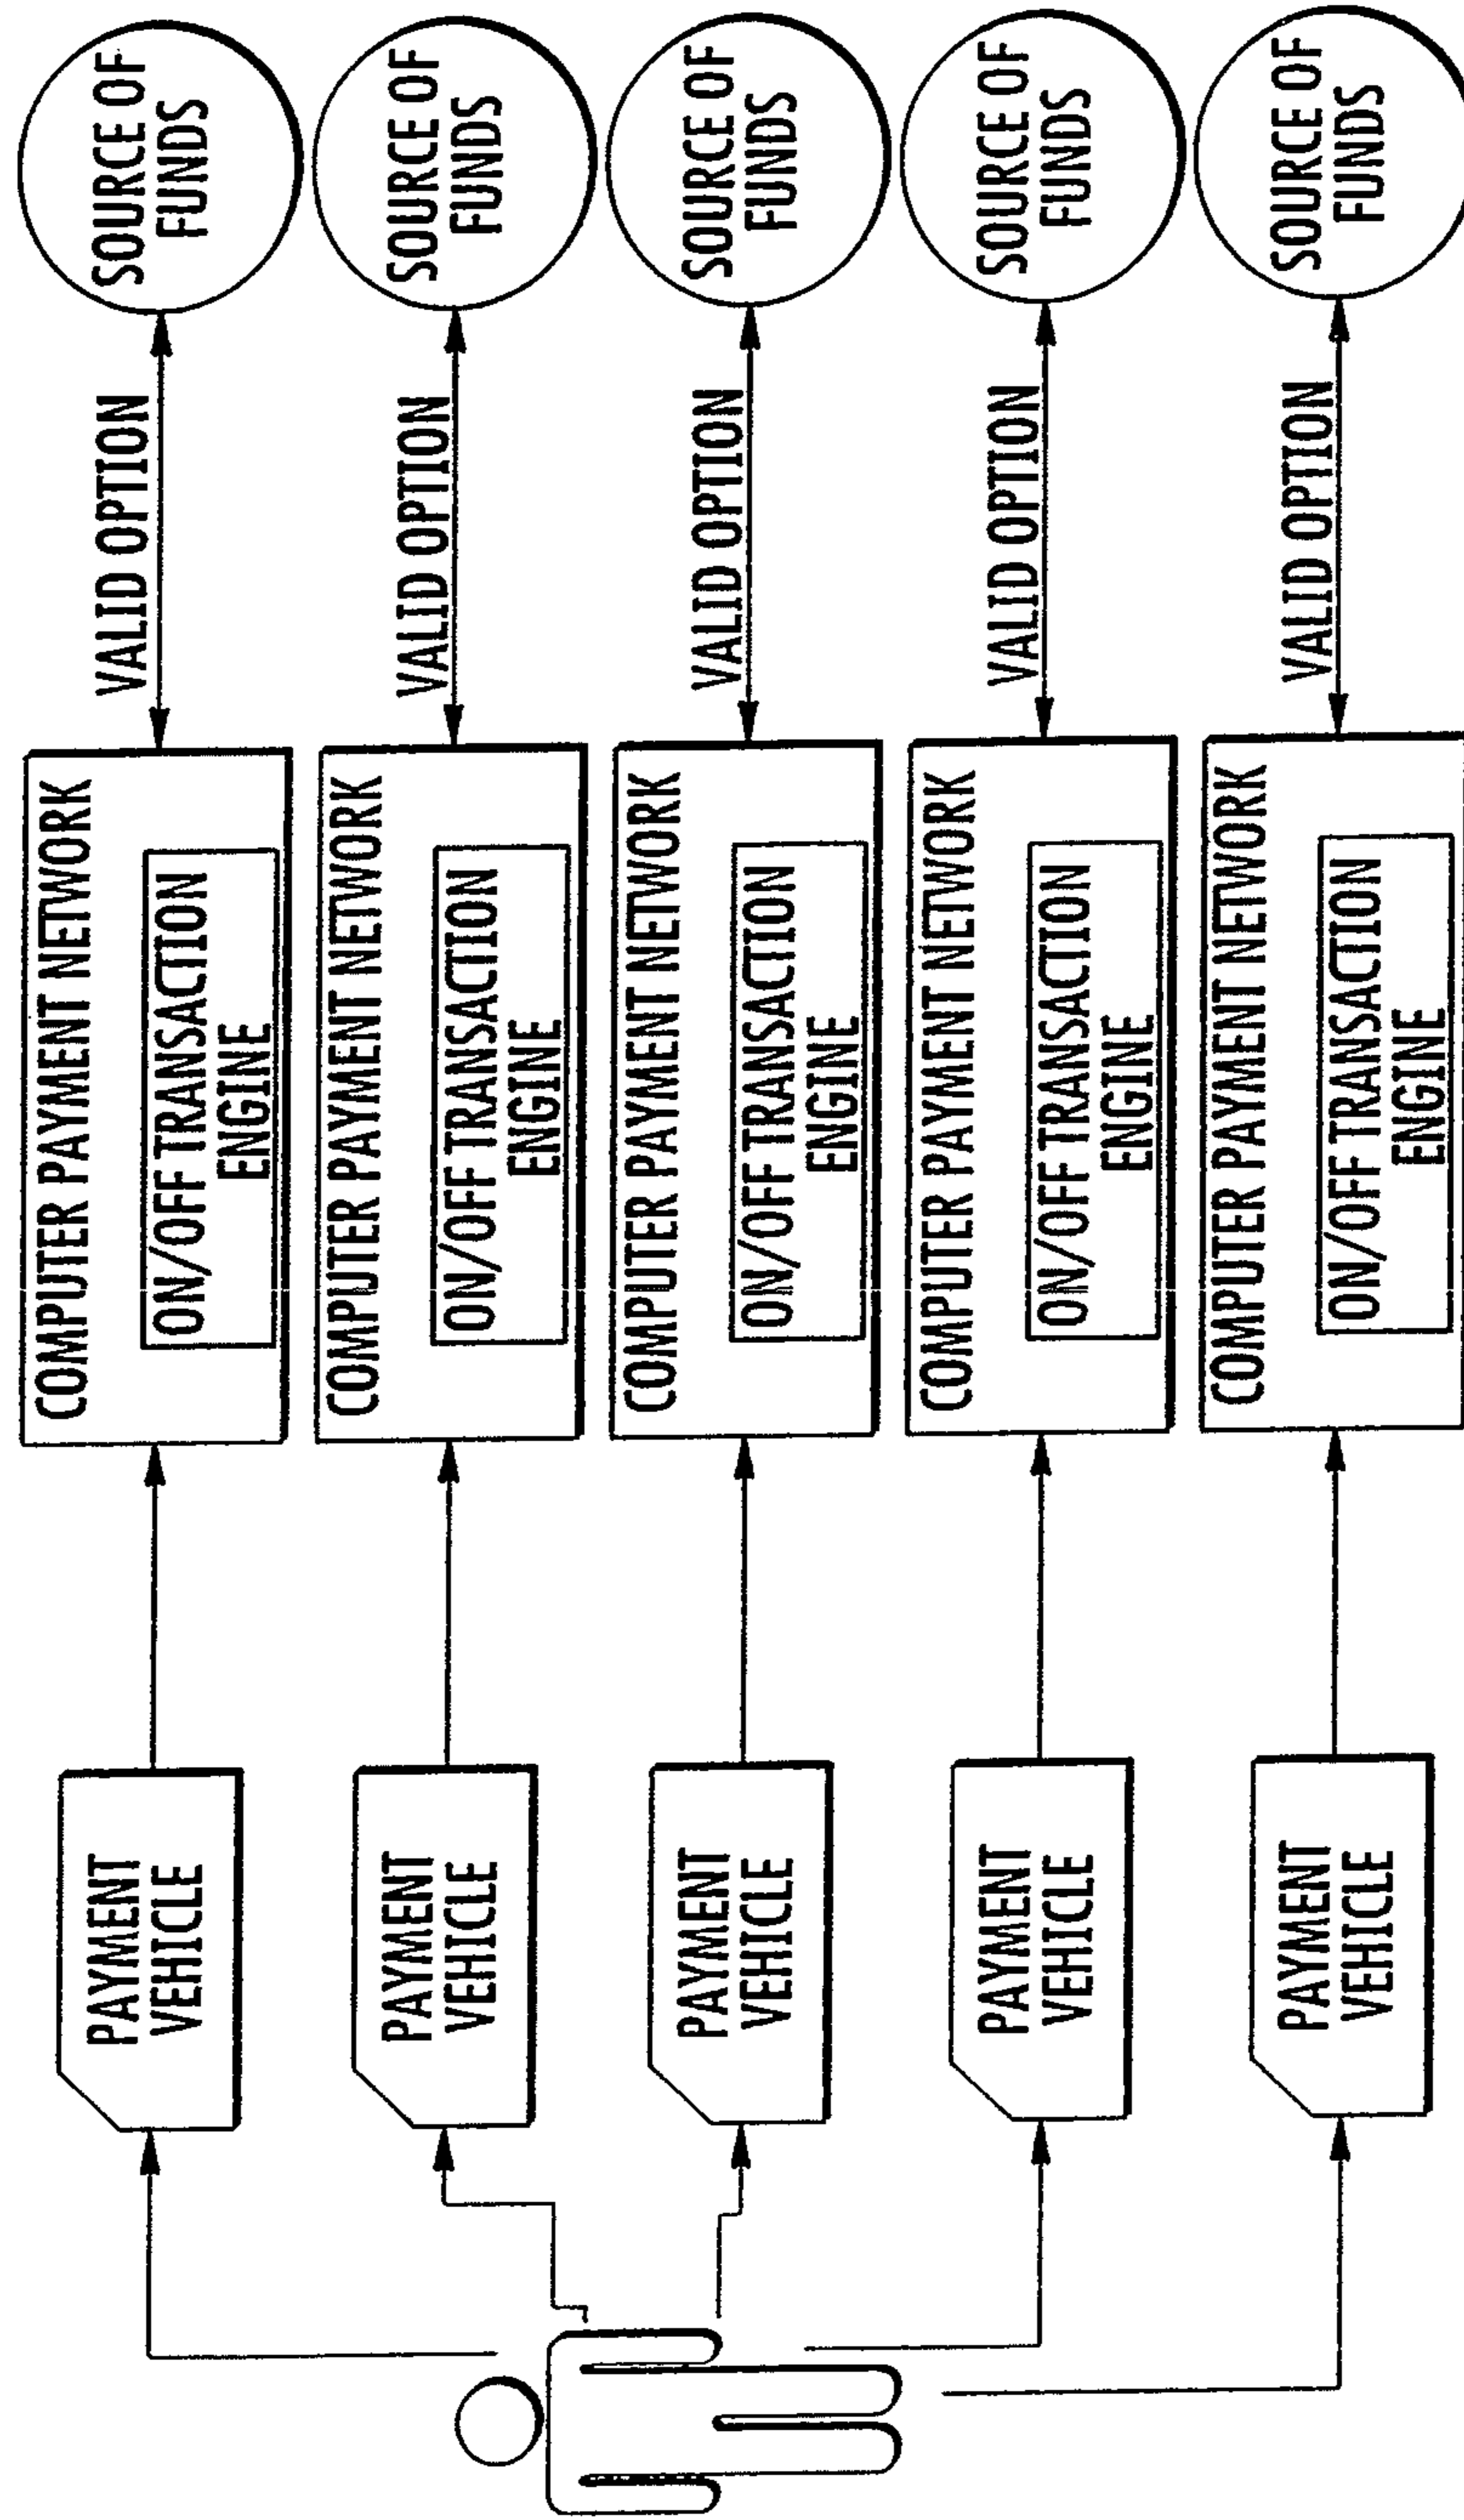 PAYMENT
VEHICLE
COMPUTER PAYMENT NETWORK
ON/OFF TRANSACTION
ENGINE
VALID OPTION
SOURCE OF
FUNDS
PAYMENT
VEHICLE
COMPUTER PAYMENT NETWORK
ON/OFF TRANSACTION
ENGINE
VALID OPTION
SOURCE OF
FUNDS
PAYMENT
VEHICLE
COMPUTER PAYMENT NETWORK
ON/OFF TRANSACTION
ENGINE
VALID OPTION
SOURCE OF
FUNDS
PAYMENT
VEHICLE
COMPUTER PAYMENT NETWORK
ON/OFF TRANSACTION
ENGINE
VALID OPTION
SOURCE OF
FUNDS
PAYMENT
VEHICLE
COMPUTER PAYMENT NETWORK
ON/OFF TRANSACTION
ENGINE
VALID OPTION
SOURCE OF
FUNDS